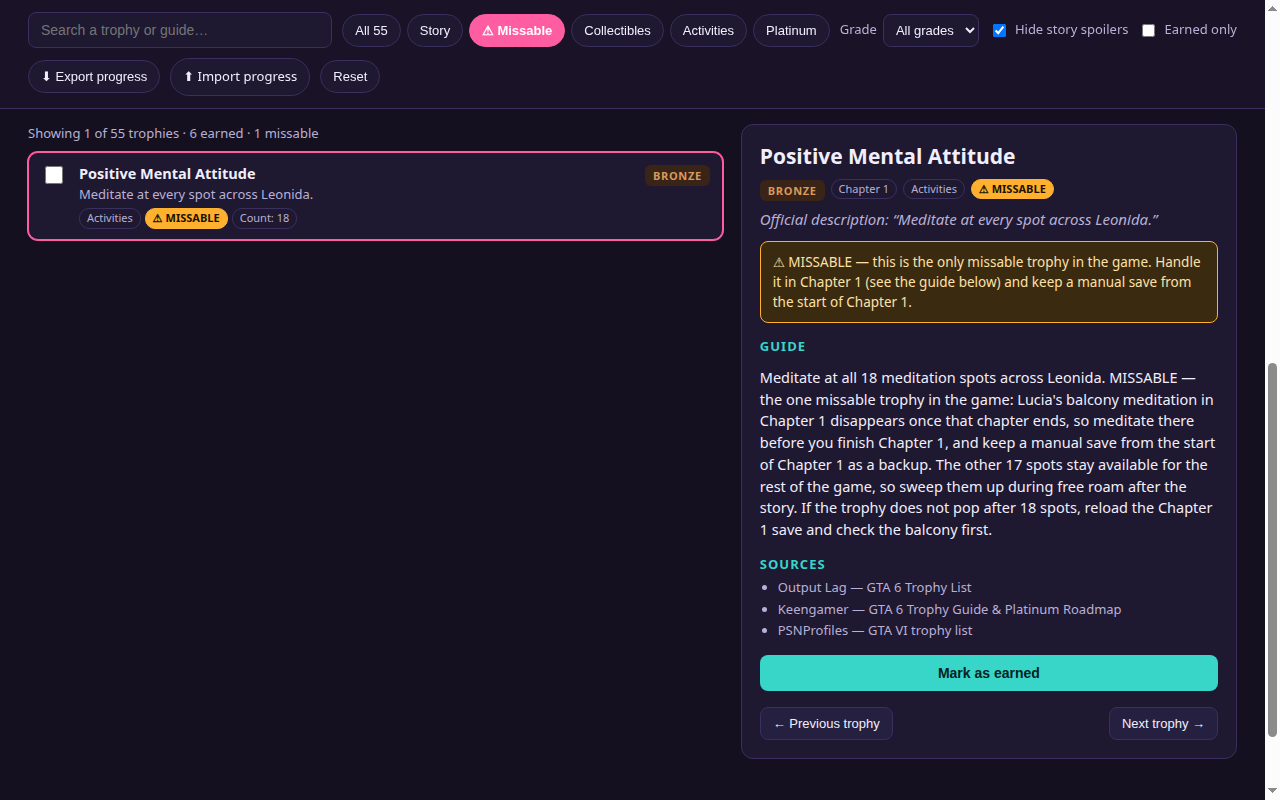 Search a trophy or guide…
All 55
Story
⚠ Missable
Collectibles
Activities
Platinum
Grade
All grades
Hide story spoilers
Earned only
⬇ Export progress
⬆ Import progress
Reset
Showing 1 of 55 trophies · 6 earned · 1 missable
Positive Mental Attitude
BRONZE
Meditate at every spot across Leonida.
Activities
⚠ MISSABLE
Count: 18
Positive Mental Attitude
BRONZE
Chapter 1
Activities
⚠ MISSABLE
Official description: “Meditate at every spot across Leonida.”
⚠ MISSABLE — this is the only missable trophy in the game. Handle
it in Chapter 1 (see the guide below) and keep a manual save from
the start of Chapter 1.
GUIDE
Meditate at all 18 meditation spots across Leonida. MISSABLE —
the one missable trophy in the game: Lucia's balcony meditation in
Chapter 1 disappears once that chapter ends, so meditate there
before you finish Chapter 1, and keep a manual save from the start
of Chapter 1 as a backup. The other 17 spots stay available for the
rest of the game, so sweep them up during free roam after the
story. If the trophy does not pop after 18 spots, reload the Chapter
1 save and check the balcony first.
SOURCES
Output Lag — GTA 6 Trophy List
Keengamer — GTA 6 Trophy Guide & Platinum Roadmap
PSNProfiles — GTA VI trophy list
Mark as earned
← Previous trophy
Next trophy →